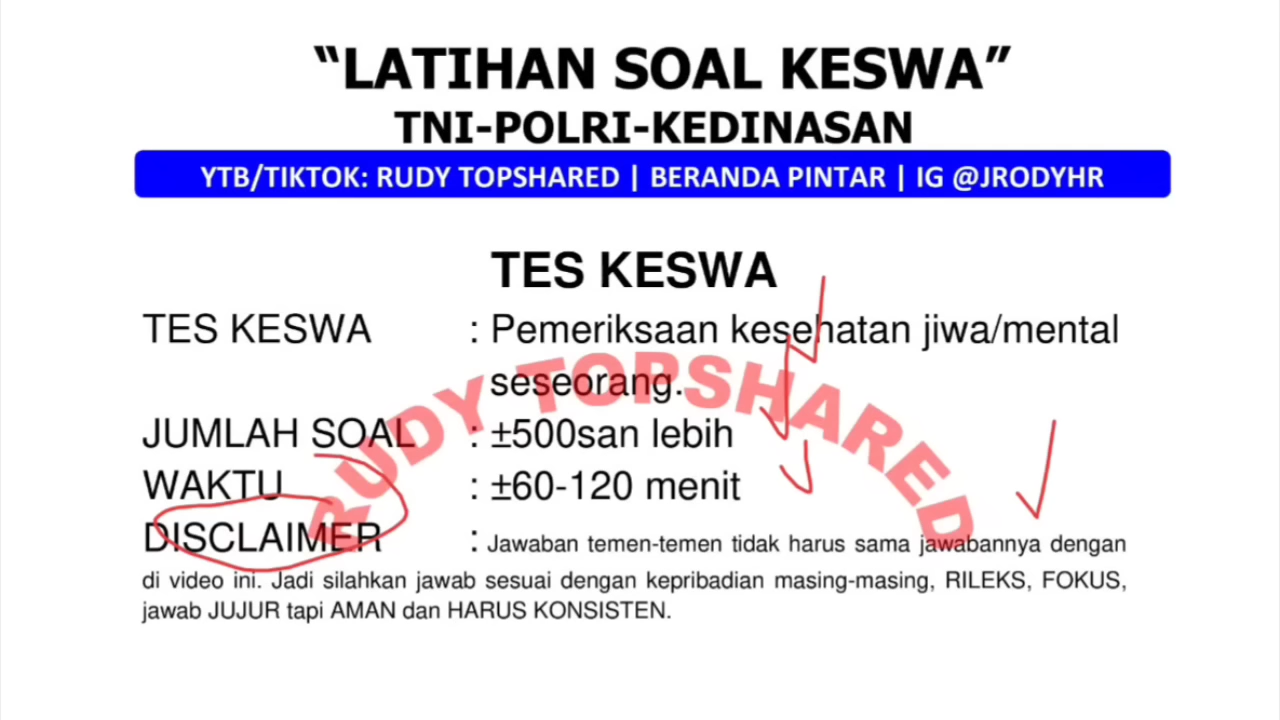 “LATIHAN SOAL KESWA”
TNI-POLRI-KEDINASAN
YTB/TIKTOK: RUDY TOPSHARED | BERANDA PINTAR | IG @JRODYHR
TES KESWA
TES KESWA : Pemeriksaan kesehatan jiwa/mental
seseorang.
RUDY TOPSHARED
JUMLAH SOAL : ±500san lebih
WAKTU : ±60-120 menit
DISCLAIMER : Jawaban temen-temen tidak harus sama jawabannya dengan
di video ini. Jadi silahkan jawab sesuai dengan kepribadian masing-masing, RILEKS, FOKUS,
jawab JUJUR tapi AMAN dan HARUS KONSISTEN.